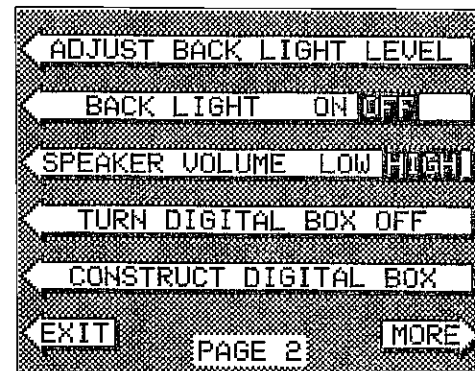 ADJUST BACK LIGHT LEVEL
BACK LIGHT ON OFF
SPEAKER VOLUME LOW HIGH
TURN DIGITAL BOX OFF
CONSTRUCT DIGITAL BOX
EXIT
PAGE 2
MORE